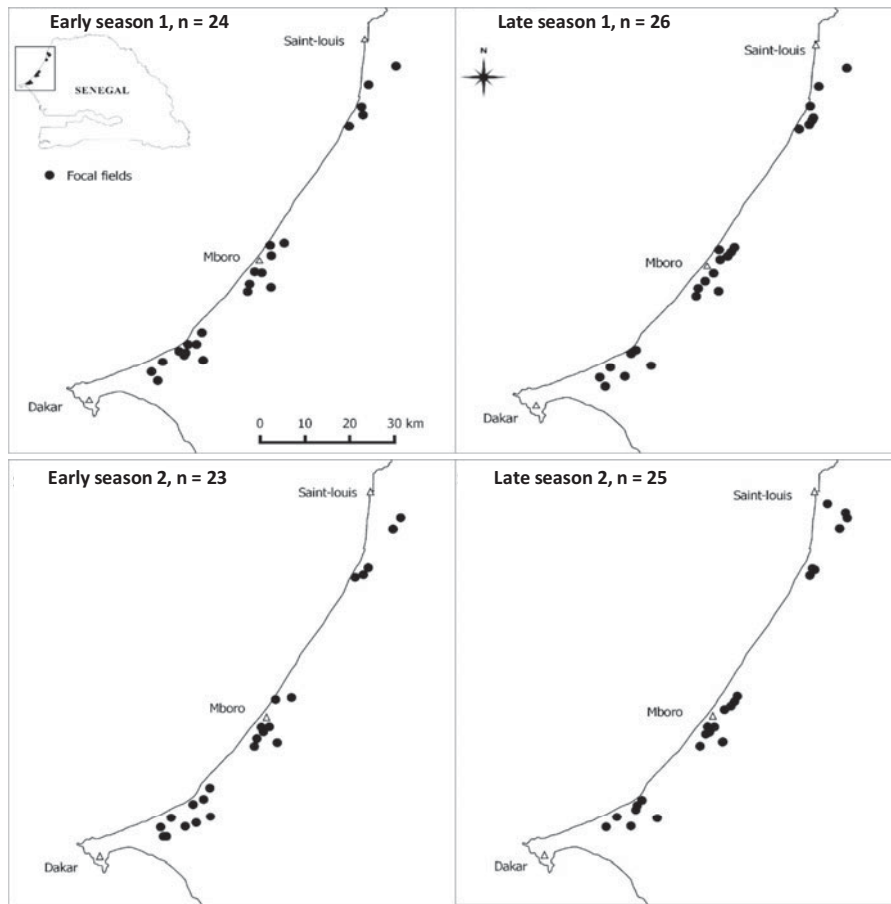 Early season 1, n = 24
Saint-louis
SENEGAL
Focal fields
Mboro
Dakar
0 10 20 30 km
Late season 1, n = 26
Saint-louis
N
Mboro
Dakar
Early season 2, n = 23
Saint-louis
Mboro
Dakar
Late season 2, n = 25
Saint-louis
Mboro
Dakar